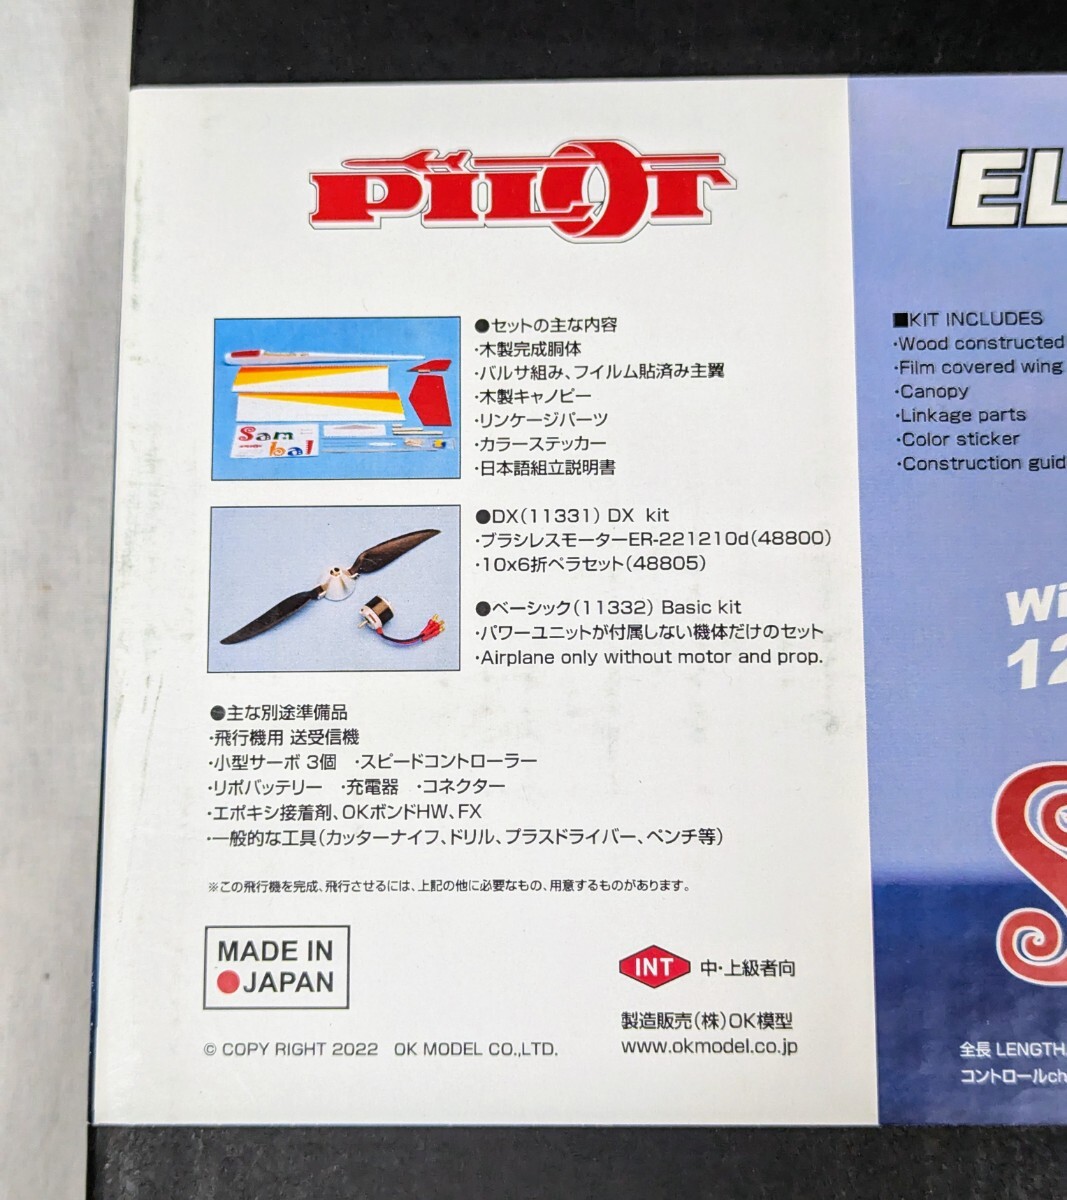 PILOT
●セットの主な内容
・木製完成胴体
・バルサ組み、フイルム貼済み主翼
・木製キャノピー
・リンケージパーツ
・カラーステッカー
・日本語組立説明書
Sam
bal
●DX(11331) DX kit
・ブラシレスモーターER-221210d(48800)
・10x6折ペラセット(48805)
●ベーシック(11332) Basic kit
・パワーユニットが付属しない機体だけのセット
・Airplane only without motor and prop.
●主な別途準備品
・飛行機用 送受信機
・小型サーボ 3個 ・スピードコントローラー
・リポバッテリー ・充電器 ・コネクター
・エポキシ接着剤、OKボンドHW、FX
・一般的な工具(カッターナイフ、ドリル、プラスドライバー、ペンチ等)
※この飛行機を完成、飛行させるには、上記の他に必要なもの、用意するものがあります。
MADE IN
●JAPAN
INT 中・上級者向
製造販売(株)OK模型
www.okmodel.co.jp
© COPY RIGHT 2022 OK MODEL CO.,LTD.
EL
■KIT INCLUDES
・Wood constructed
・Film covered wing
・Canopy
・Linkage parts
・Color sticker
・Construction guid
Wi
12
S
全長 LENGTH
コントロールch